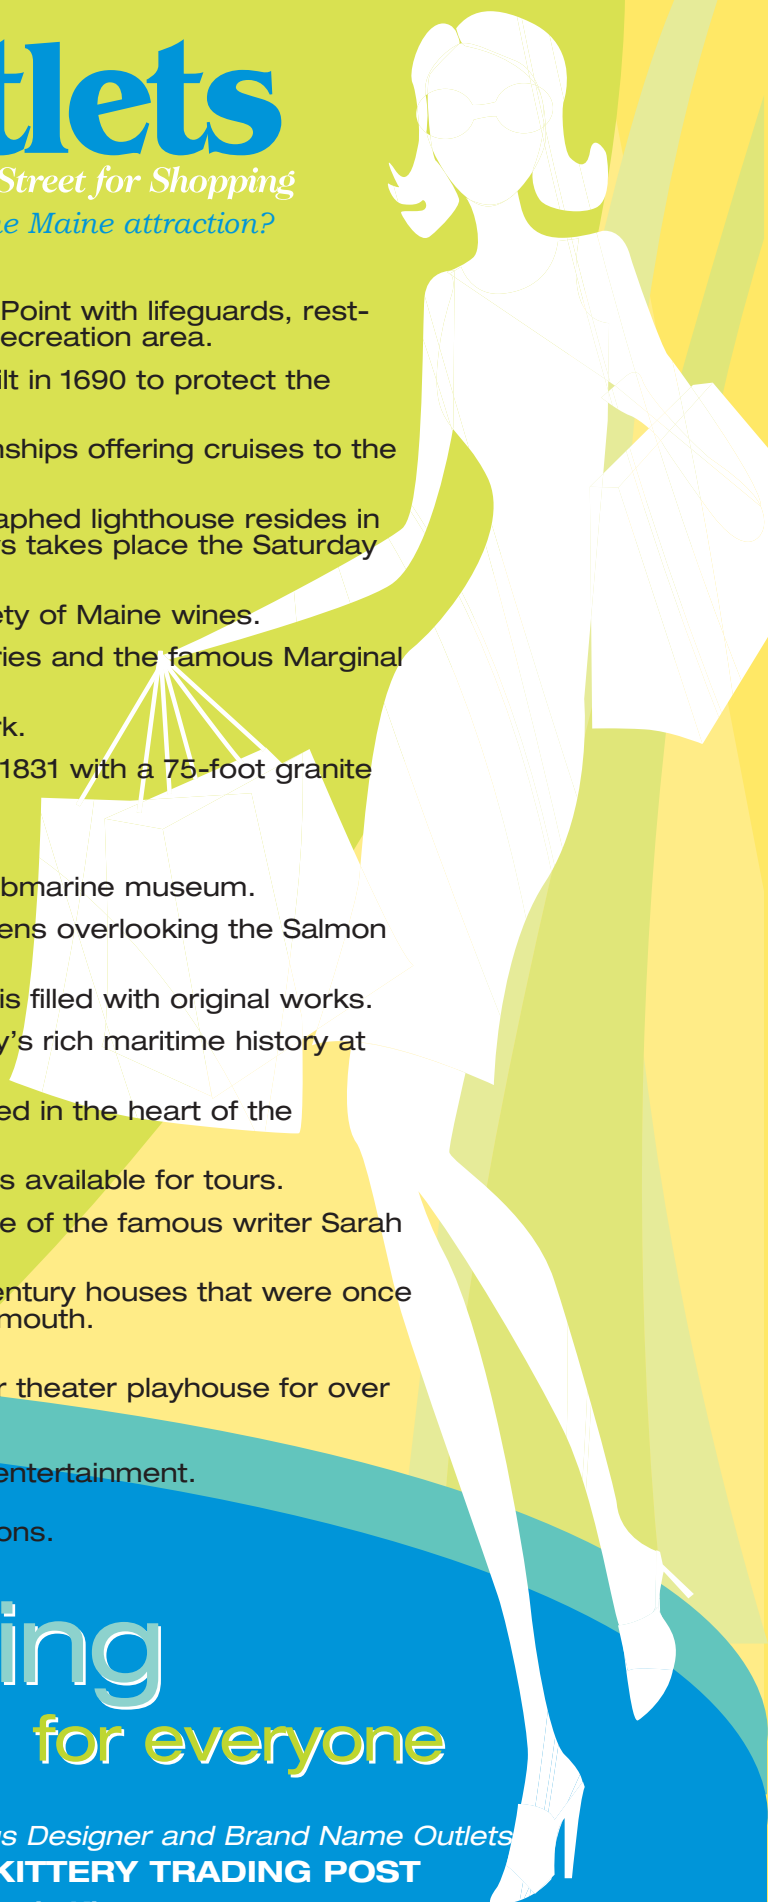 tlets
Street for Shopping
e Maine attraction?
Point with lifeguards, rest-
ecreation area.
ilt in 1690 to protect the
nships offering cruises to the
aphed lighthouse resides in
s takes place the Saturday
ety of Maine wines.
ries and the famous Marginal
rk.
1831 with a 75-foot granite
bmarine museum.
ens overlooking the Salmon
is filled with original works.
y's rich maritime history at
ed in the heart of the
s available for tours.
e of the famous writer Sarah
entury houses that were once
mouth.
r theater playhouse for over
entertainment.
ons.
ing
for everyone
s Designer and Brand Name Outlets
KITTERY TRADING POST